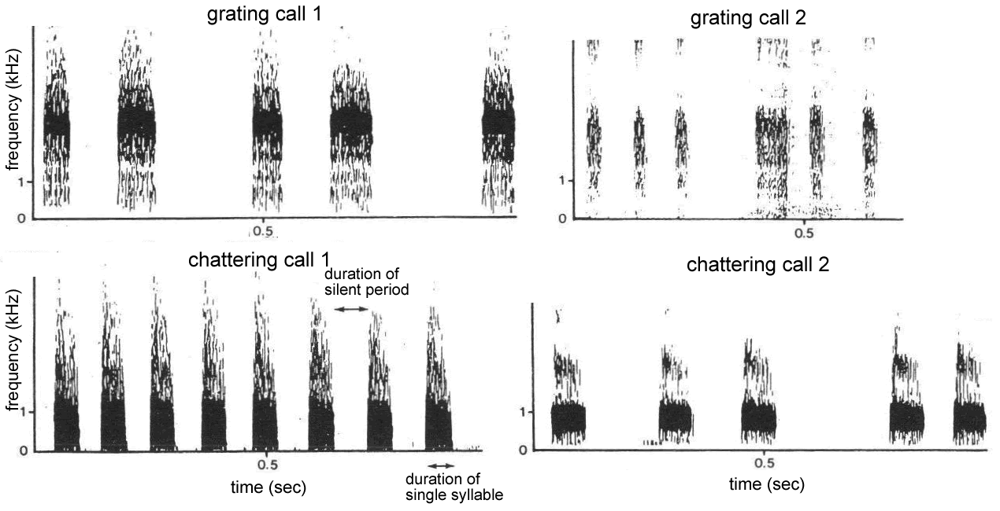 grating call 1
frequency (kHz)
1
0
0.5
grating call 2
1
0
0.5
chattering call 1
duration of
silent period
frequency (kHz)
1
0
0.5
time (sec)
duration of
single syllable
chattering call 2
1
0
0.5
time (sec)